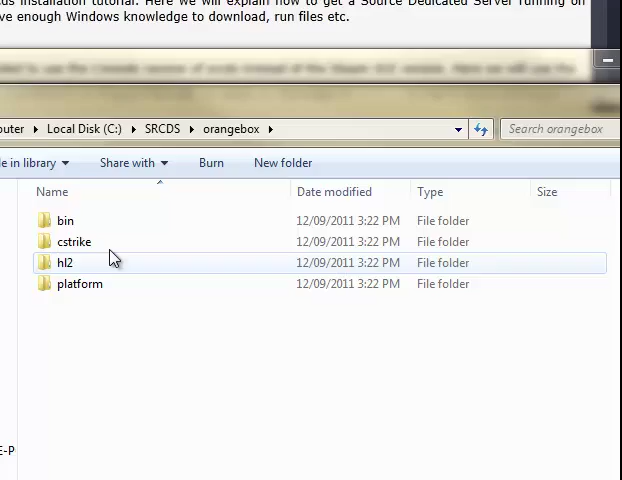 installation tutorial. Here we will explain how to get a Source Dedicated Server running on
ve enough Windows knowledge to download, run files etc.
uter ▸ Local Disk (C:) ▸ SRCDS ▸ orangebox ▸
Search orangebox
e in library
Share with
Burn
New folder
Name
Date modified
Type
Size
bin 12/09/2011 3:22 PM File folder
cstrike 12/09/2011 3:22 PM File folder
hl2 12/09/2011 3:22 PM File folder
platform 12/09/2011 3:22 PM File folder
E-P